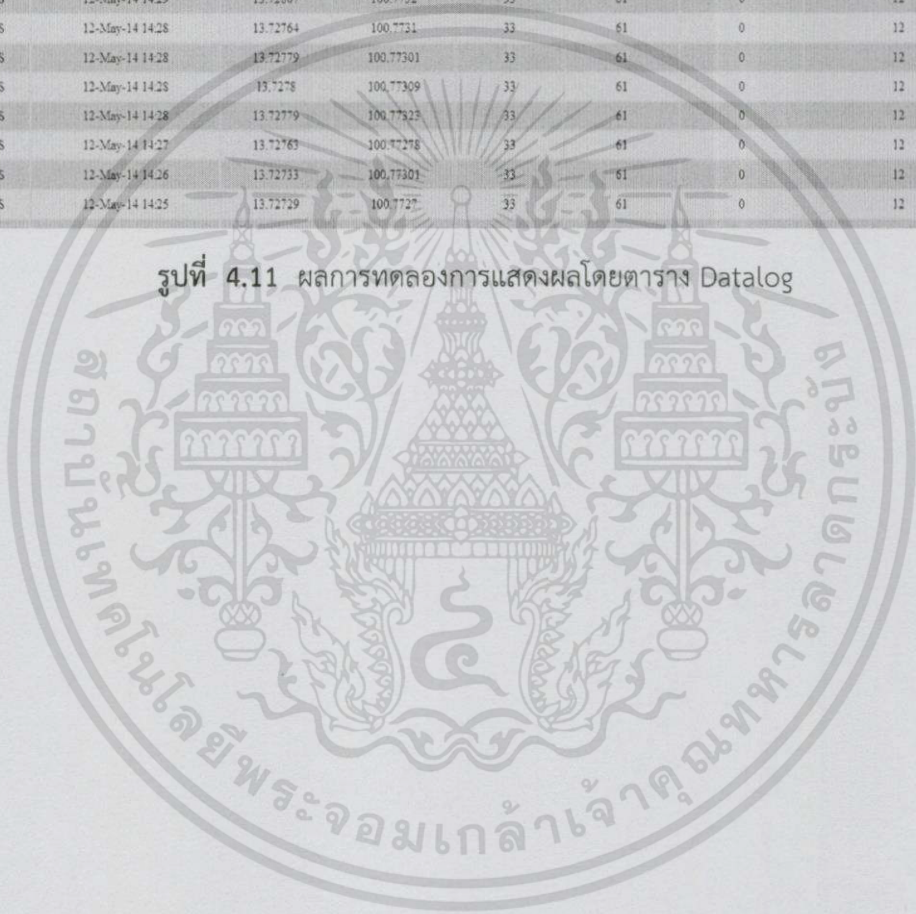 S 12-May-14 14:28 13.72764 100.7731 33 61 0 12
S 12-May-14 14:28 13.72779 100.77301 33 61 0 12
S 12-May-14 14:28 13.7278 100.77309 33 61 0 12
S 12-May-14 14:28 13.72779 100.77323 33 61 0 12
S 12-May-14 14:27 13.72763 100.77278 33 61 0 12
S 12-May-14 14:26 13.72733 100.77301 33 61 0 12
S 12-May-14 14:25 13.72729 100.7727 33 61 0 12
รูปที่ 4.11 ผลการทดลองการแสดงผลโดยตาราง Datalog
สถาบันเทคโนโลยีพระจอมเกล้าเจ้าคุณทหารลาดกระบัง